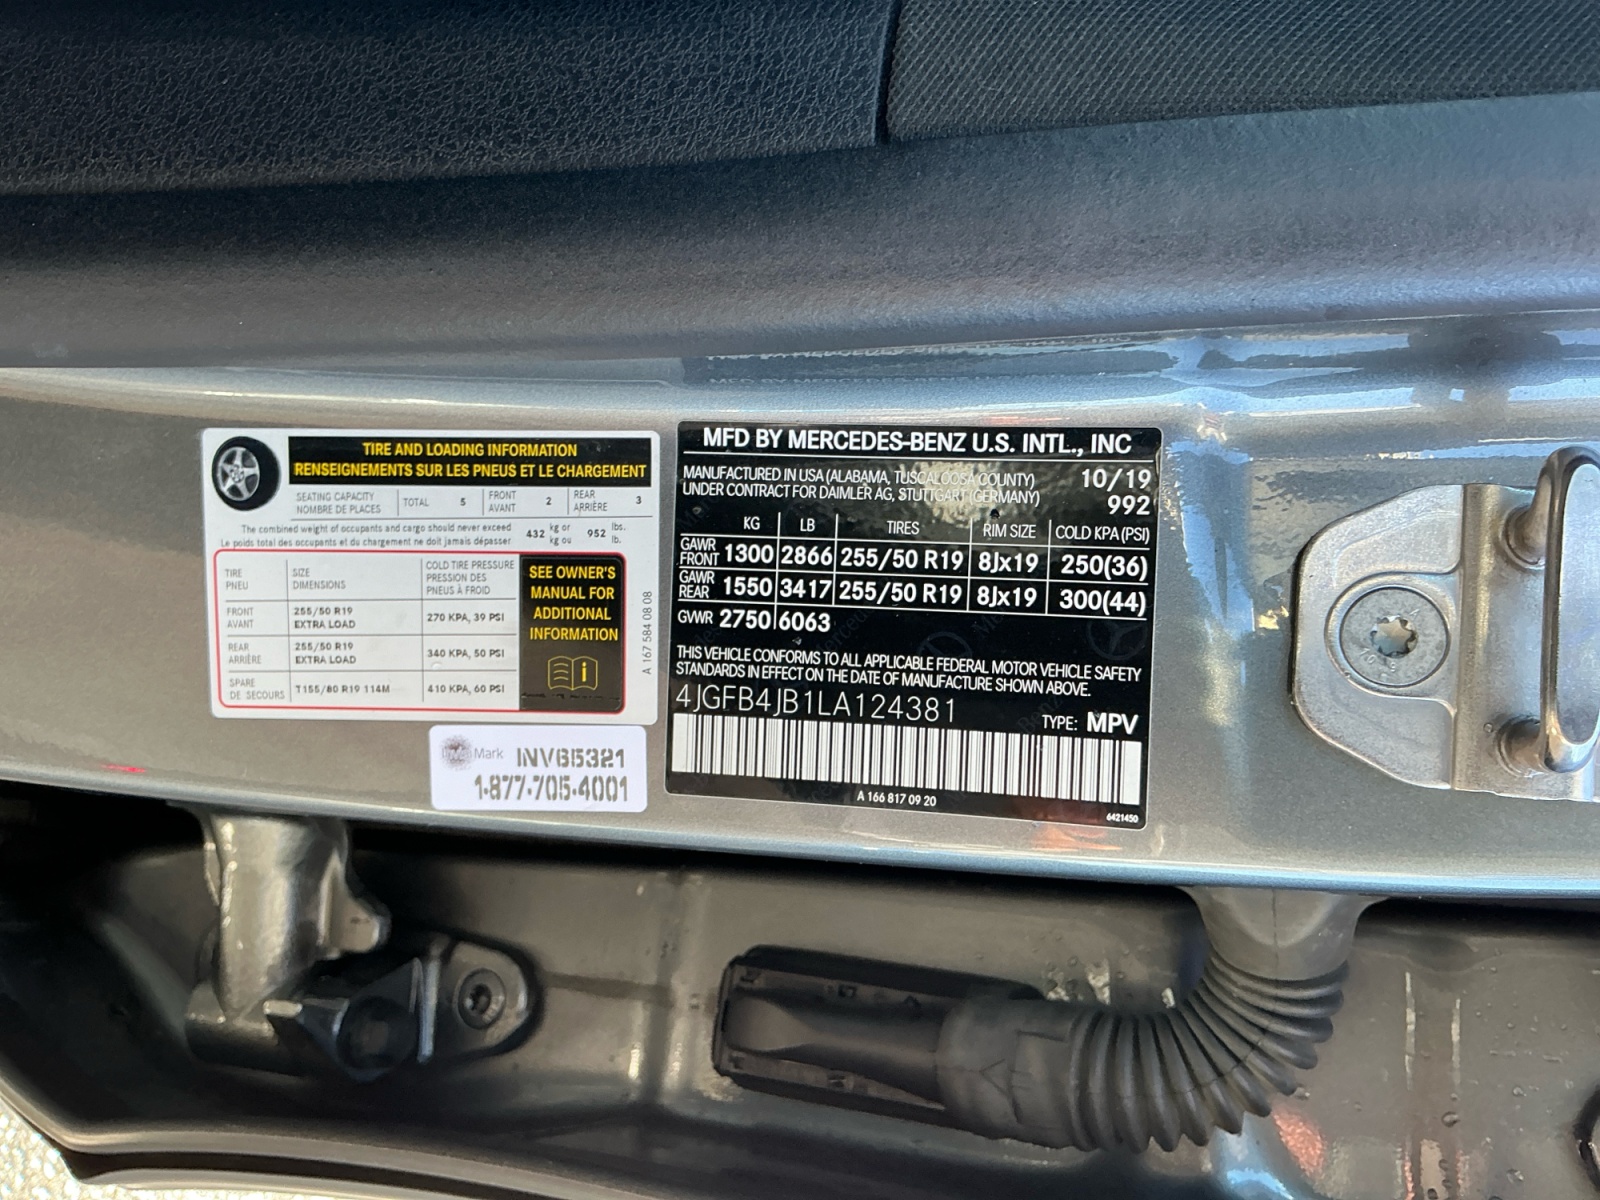 TIRE AND LOADING INFORMATION
RENSEIGNEMENTS SUR LES PNEUS ET LE CHARGEMENT
SEATING CAPACITY
NOMBRE DE PLACES
TOTAL 5
FRONT
AVANT
2
REAR
ARRIÈRE
3
The combined weight of occupants and cargo should never exceed
Le poids total des occupants et du chargement ne doit jamais dépasser
432 kg or
kg ou
952 lbs.
lb.
TIRE
PNEU
SIZE
DIMENSIONS
COLD TIRE PRESSURE
PRESSION DES
PNEUS À FROID
FRONT
AVANT
255/50 R19
EXTRA LOAD
270 KPA, 39 PSI
REAR
ARRIÈRE
255/50 R19
EXTRA LOAD
340 KPA, 50 PSI
SPARE
DE SECOURS
T155/80 R19 114M
410 KPA, 60 PSI
SEE OWNER'S
MANUAL FOR
ADDITIONAL
INFORMATION
A 167 584 08 08
Mark
INV65321
1-877-705-4001
MFD BY MERCEDES-BENZ U.S. INTL., INC
MANUFACTURED IN USA (ALABAMA, TUSCALOOSA COUNTY) 10/19
UNDER CONTRACT FOR DAIMLER AG, STUTTGART (GERMANY) 992
KG LB TIRES RIM SIZE COLD KPA (PSI)
GAWR
FRONT
1300 2866 255/50 R19 8Jx19 250(36)
GAWR
REAR
1550 3417 255/50 R19 8Jx19 300(44)
GVWR 2750 6063
THIS VEHICLE CONFORMS TO ALL APPLICABLE FEDERAL MOTOR VEHICLE SAFETY
STANDARDS IN EFFECT ON THE DATE OF MANUFACTURE SHOWN ABOVE.
4JGFB4JB1LA124381
TYPE: MPV
A 166 817 09 20
6421450